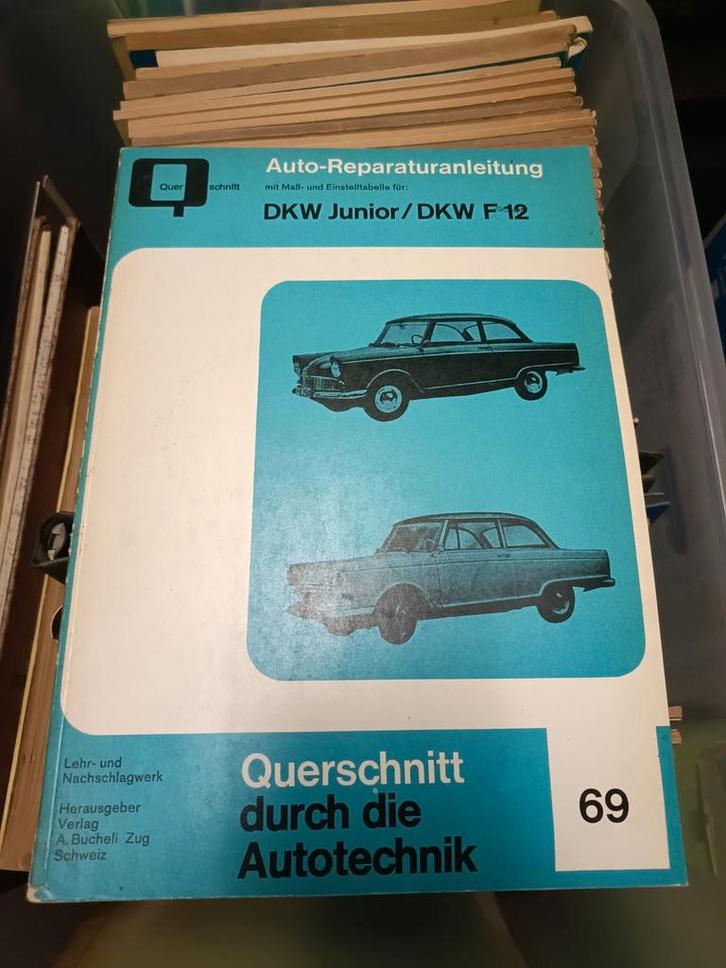 Quer schnitt
Auto-Reparaturanleitung
mit Maß- und Einstelltabelle für:
DKW Junior/DKW F 12
Lehr- und
Nachschlagwerk
Herausgeber
Verlag
A. Bucheli Zug
Schweiz
Querschnitt
durch die
Autotechnik
69